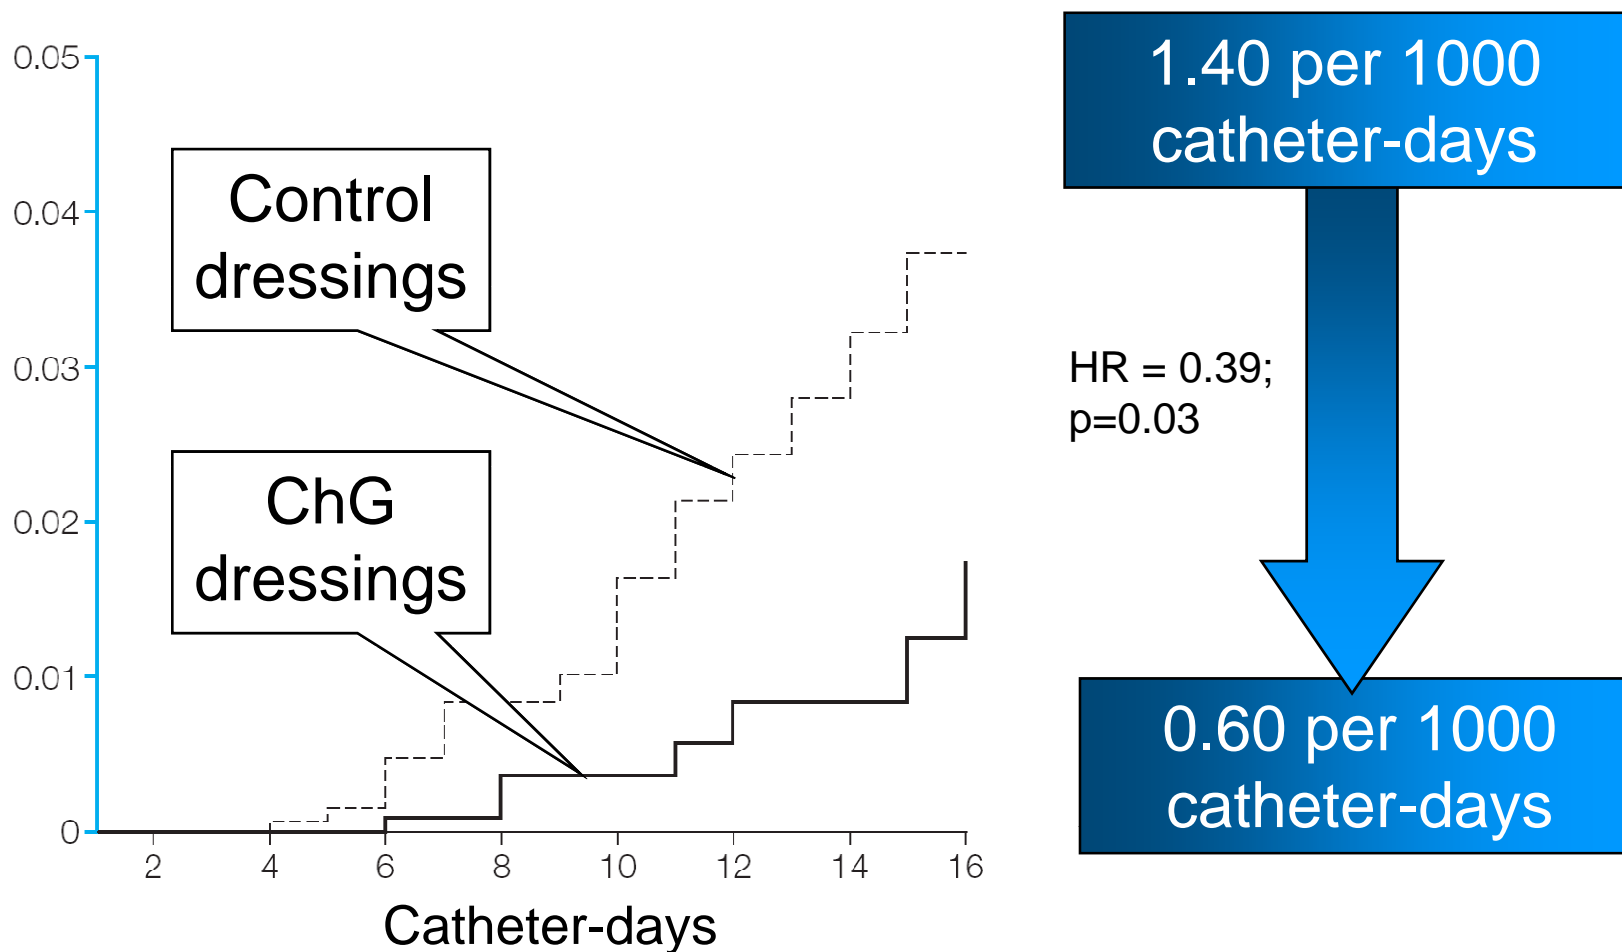 0.05
0.04
0.03
0.02
0.01
0
Control
dressings
ChG
dressings
2 4 6 8 10 12 14 16
Catheter-days
1.40 per 1000
catheter-days
HR = 0.39;
p=0.03
0.60 per 1000
catheter-days